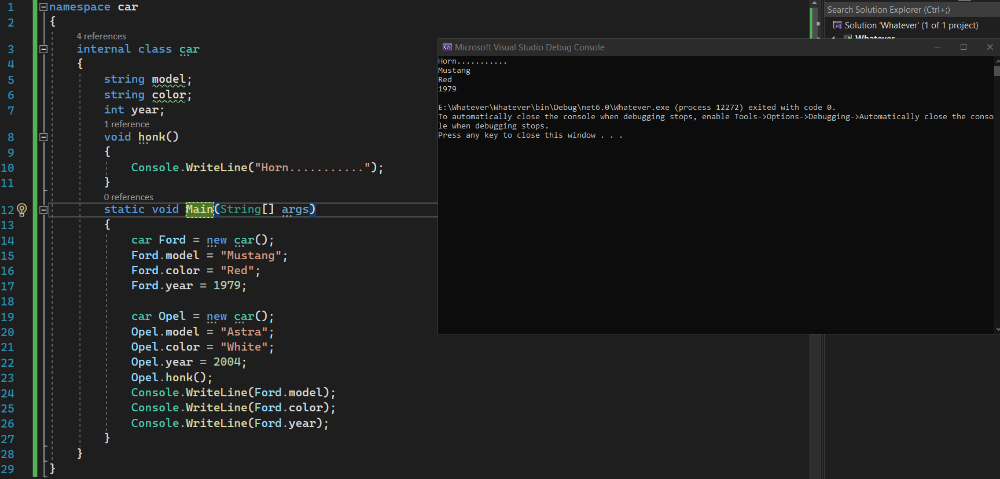 1 namespace car
2 {
4 references
3 internal class car
4 {
5 string model;
6 string color;
7 int year;
1 reference
8 void honk()
9 {
10 Console.WriteLine("Horn...........");
11 }
0 references
12 static void Main(String[] args)
13 {
14 car Ford = new car();
15 Ford.model = "Mustang";
16 Ford.color = "Red";
17 Ford.year = 1979;
18
19 car Opel = new car();
20 Opel.model = "Astra";
21 Opel.color = "White";
22 Opel.year = 2004;
23 Opel.honk();
24 Console.WriteLine(Ford.model);
25 Console.WriteLine(Ford.color);
26 Console.WriteLine(Ford.year);
27 }
28 }
29 }
Microsoft Visual Studio Debug Console
Horn...........
Mustang
Red
1979
E:\Whatever\Whatever\bin\Debug\net6.0\Whatever.exe (process 12272) exited with code 0.
To automatically close the console when debugging stops, enable Tools->Options->Debugging->Automatically close the conso
le when debugging stops.
Press any key to close this window . . .
Search Solution Explorer (Ctrl+;)
Solution 'Whatever' (1 of 1 project)
Whatever